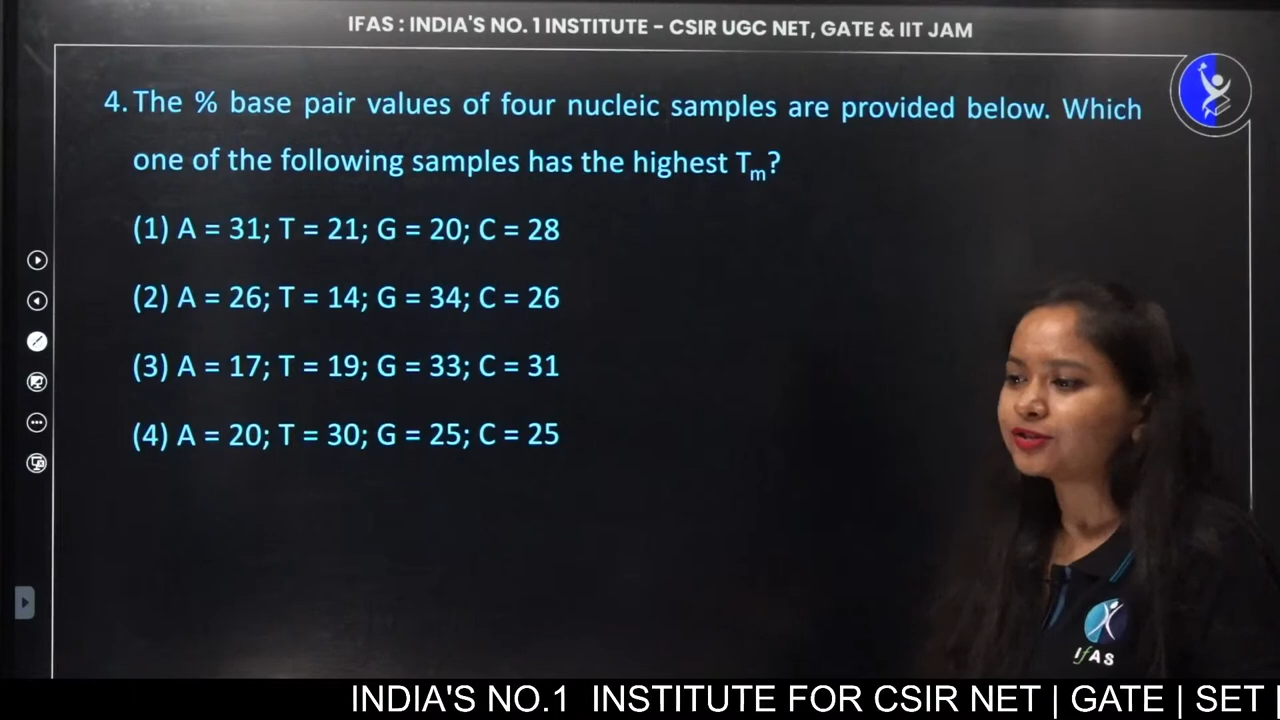 IFAS : INDIA'S NO. 1 INSTITUTE – CSIR UGC NET, GATE & IIT JAM
4. The % base pair values of four nucleic samples are provided below. Which
one of the following samples has the highest Tm?
(1) A = 31; T = 21; G = 20; C = 28
(2) A = 26; T = 14; G = 34; C = 26
(3) A = 17; T = 19; G = 33; C = 31
(4) A = 20; T = 30; G = 25; C = 25
IfAS
INDIA'S NO.1 INSTITUTE FOR CSIR NET | GATE | SET |